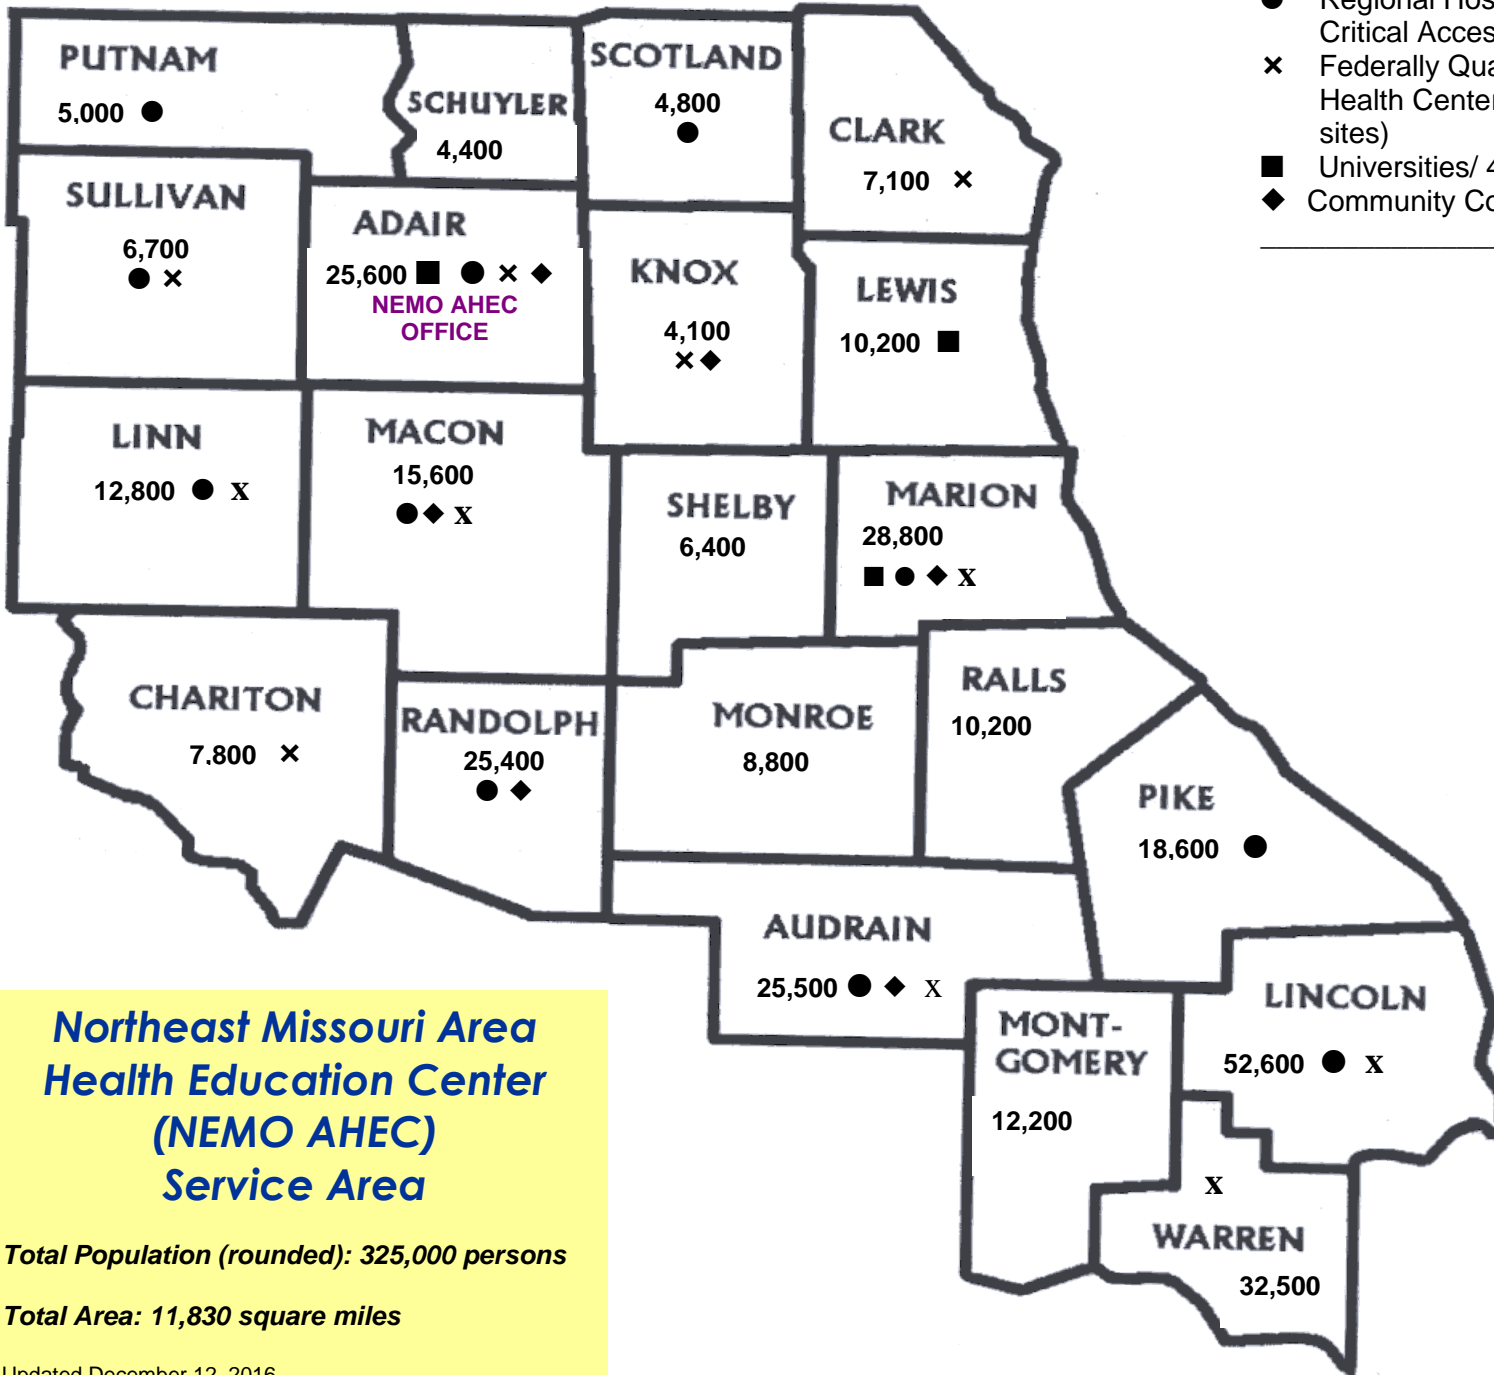 Critical Acces
✕ Federally Qua
Health Center
sites)
■ Universities/ 4
◆ Community Co
PUTNAM
5,000 ●
SCHUYLER
4,400
SCOTLAND
4,800
●
CLARK
7,100 ✕
SULLIVAN
6,700
● ✕
ADAIR
25,600 ■ ● ✕ ◆
NEMO AHEC
OFFICE
KNOX
4,100
✕ ◆
LEWIS
10,200 ■
LINN
12,800 ● x
MACON
15,600
● ◆ x
SHELBY
6,400
MARION
28,800
■ ● ◆ x
CHARITON
7,800 ✕
RANDOLPH
25,400
● ◆
MONROE
8,800
RALLS
10,200
PIKE
18,600 ●
AUDRAIN
25,500 ● ◆ x
MONT-
GOMERY
12,200
LINCOLN
52,600 ● x
x
WARREN
32,500
Northeast Missouri Area
Health Education Center
(NEMO AHEC)
Service Area
Total Population (rounded): 325,000 persons
Total Area: 11,830 square miles
Updated December 12, 2016